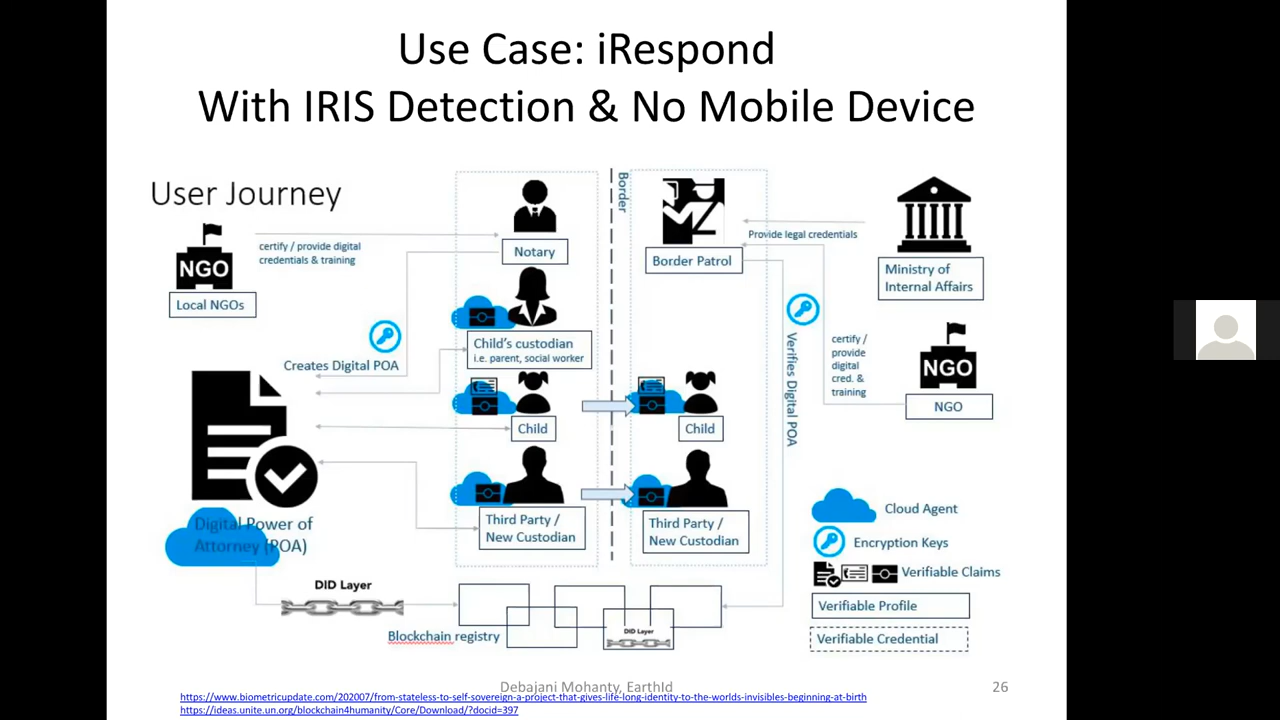 Use Case: iRespond
With IRIS Detection & No Mobile Device
User Journey
NGO
Local NGOs
certify / provide digital
credentials & training
Creates Digital POA
Digital Power of
Attorney (POA)
DID Layer
Blockchain registry
DID Layer
Notary
Child's custodian
i.e. parent, social worker
Child
Third Party /
New Custodian
Border
Border Patrol
Child
Third Party /
New Custodian
Provide legal credentials
Ministry of
Internal Affairs
Verifies Digital POA
certify /
provide
digital
cred. &
training
NGO
NGO
Cloud Agent
Encryption Keys
Verifiable Claims
Verifiable Profile
Verifiable Credential
Debajani Mohanty, EarthId
26
https://www.biometricupdate.com/202007/from-stateless-to-self-sovereign-a-project-that-gives-life-long-identity-to-the-worlds-invisibles-beginning-at-birth
https://ideas.unite.un.org/blockchain4humanity/Core/Download/?docid=397